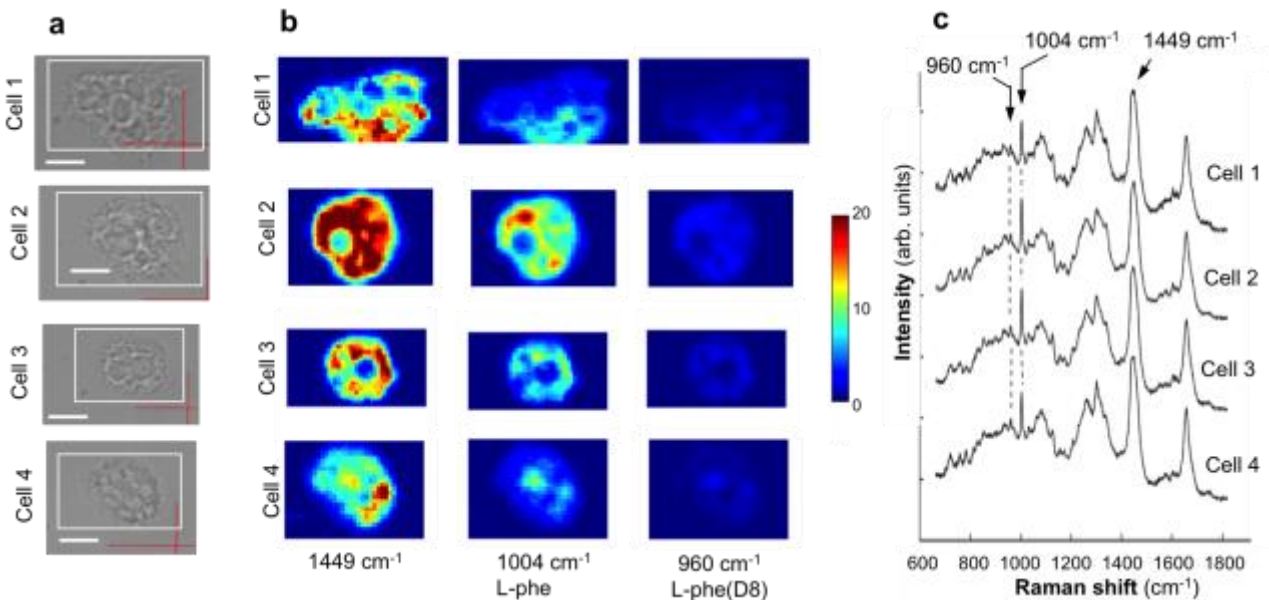 a
b
c
Cell 1
Cell 2
Cell 3
Cell 4
Cell 1
Cell 2
Cell 3
Cell 4
1449 cm⁻¹
1004 cm⁻¹
L-phe
960 cm⁻¹
L-phe(D8)
20
10
0
960 cm⁻¹
1004 cm⁻¹
1449 cm⁻¹
Intensity (arb. units)
Cell 1
Cell 2
Cell 3
Cell 4
600 800 1000 1200 1400 1600 1800
Raman shift (cm⁻¹)